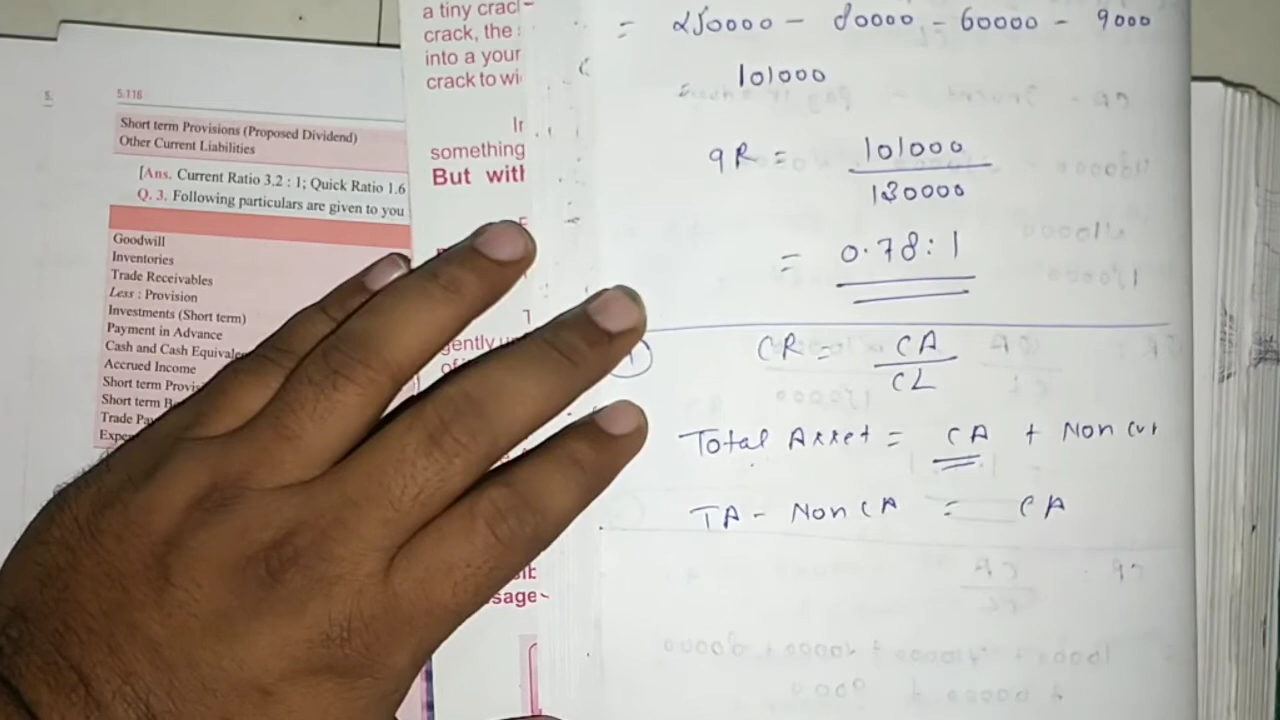 5.116
Short term Provisions (Proposed Dividend)
Other Current Liabilities
[Ans. Current Ratio 3.2 : 1; Quick Ratio 1.6
Q. 3. Following particulars are given to you
Goodwill
Inventories
Trade Receivables
Less : Provision
Investments (Short term)
Payment in Advance
Cash and Cash Equivale
Accrued Income
Short term Provis
Short term B
Trade Pay
Expe
a tiny crac
crack, the
into a your
crack to wi
something
But with
gently u
sage
= 250000 - 80000 - 60000 - 9000
= 101000
QR = 101000
130000
= 0.78 : 1
CR = CA
CL
Total Asset = CA + Non cur
TA - Non CA = CA